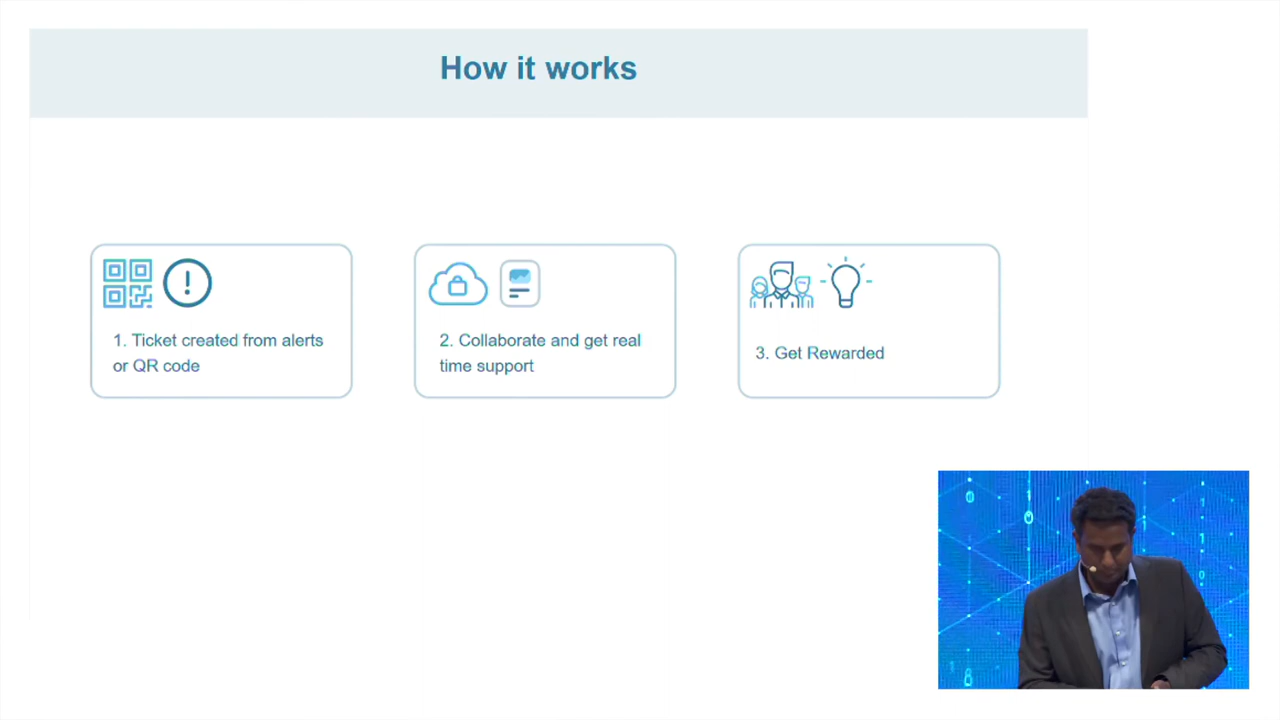 How it works
1. Ticket created from alerts
or QR code
2. Collaborate and get real
time support
3. Get Rewarded